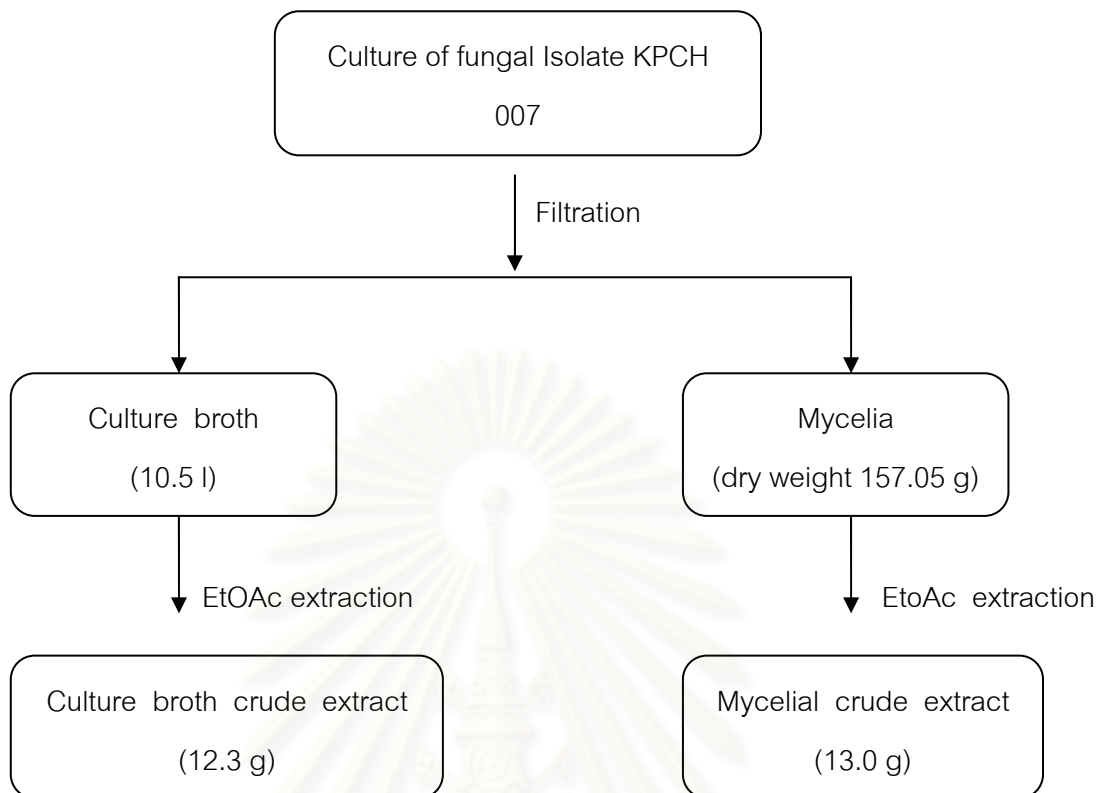 Culture of fungal Isolate KPCH
007
Filtration
Culture broth
(10.5 l)
Mycelia
(dry weight 157.05 g)
EtOAc extraction
EtoAc extraction
Culture broth crude extract
(12.3 g)
Mycelial crude extract
(13.0 g)